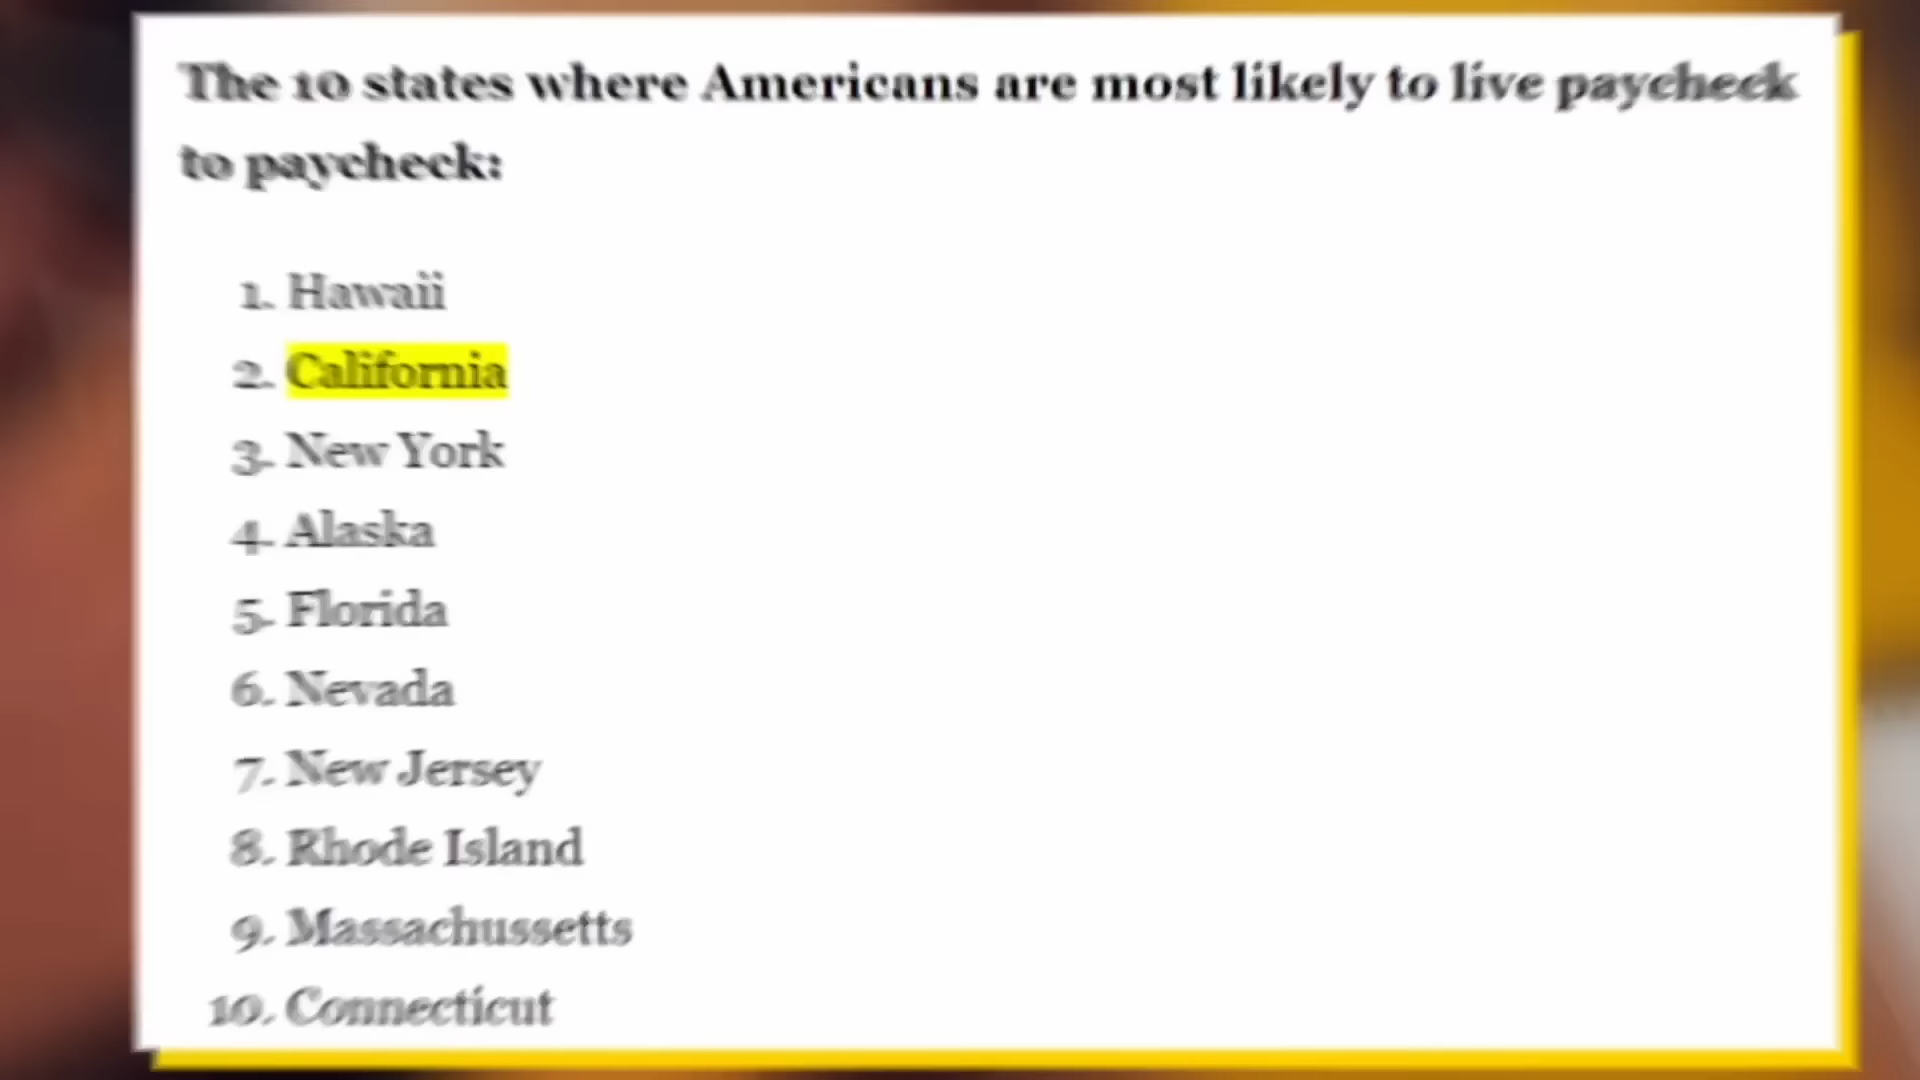 The 10 states where Americans are most likely to live paycheck
to paycheck:
1. Hawaii
2. California
3. New York
4. Alaska
5. Florida
6. Nevada
7. New Jersey
8. Rhode Island
9. Massachussetts
10. Connecticut